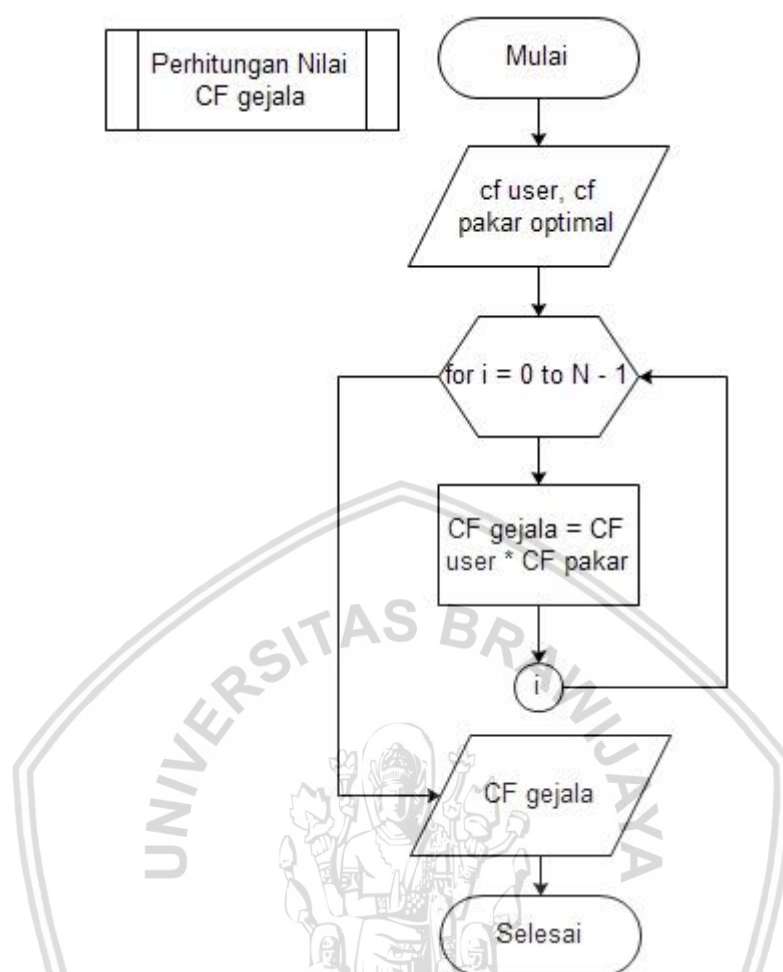 Perhitungan Nilai
CF gejala
Mulai
cf user, cf
pakar optimal
for i = 0 to N - 1
CF gejala = CF
user * CF pakar
i
CF gejala
Selesai
UNIVERSITAS BRAWIJAYA